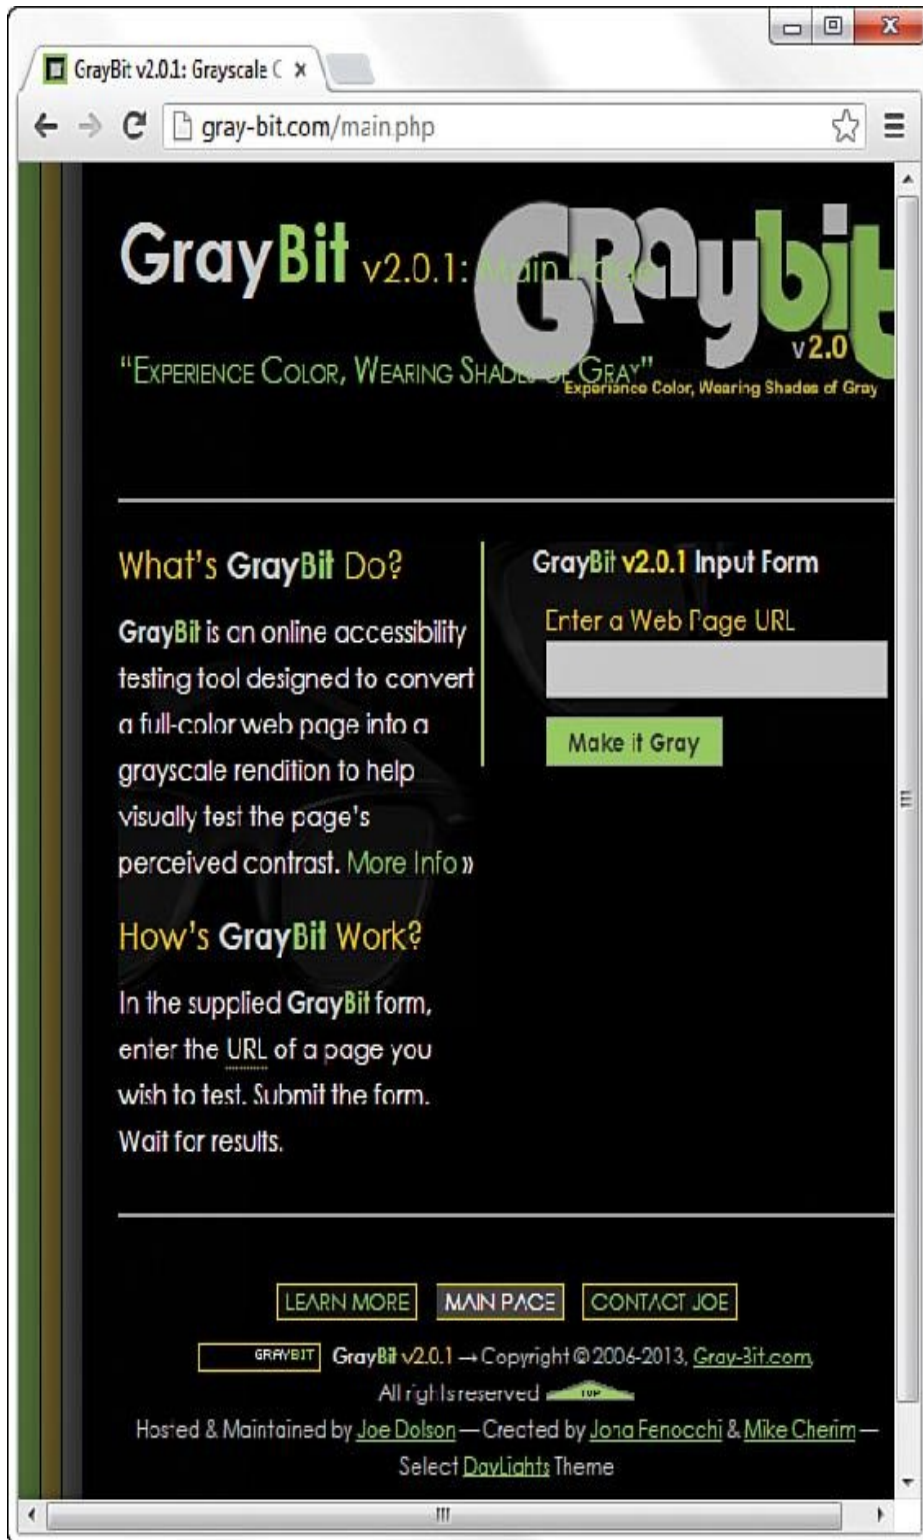 GrayBit v2.0.1: Grayscale C
gray-bit.com/main.php
GrayBit v2.0.1: Main Page
Graybit
v2.0
Experience Color, Wearing Shades of Gray
“EXPERIENCE COLOR, WEARING SHADES OF GRAY”
What’s GrayBit Do?
GrayBit is an online accessibility
testing tool designed to convert
a full-color web page into a
grayscale rendition to help
visually test the page’s
perceived contrast. More Info »
How’s GrayBit Work?
In the supplied GrayBit form,
enter the URL of a page you
wish to test. Submit the form.
Wait for results.
GrayBit v2.0.1 Input Form
Enter a Web Page URL
Make it Gray
LEARN MORE MAIN PAGE CONTACT JOE
GRAYBIT GrayBit v2.0.1 → Copyright © 2006-2013, Gray-Bit.com,
All rights reserved TOP
Hosted & Maintained by Joe Dolson — Created by Jona Fenocchi & Mike Cherim —
Select DayLights Theme